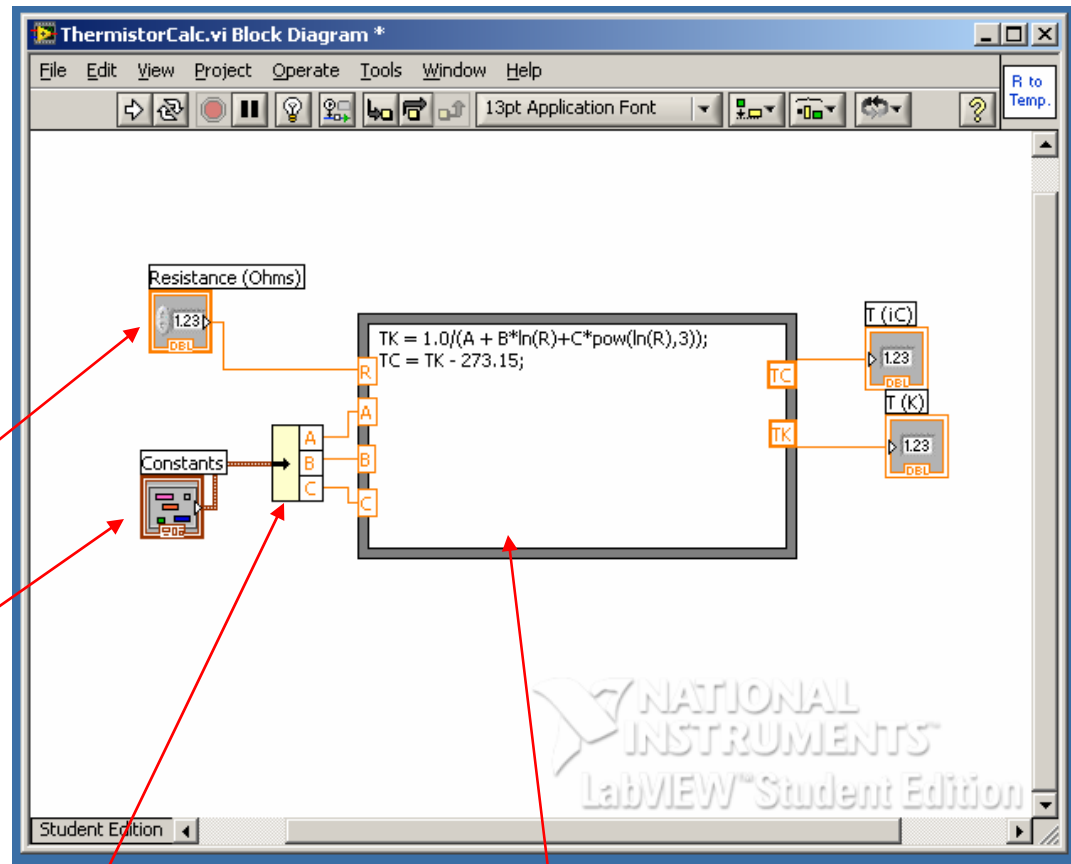 ThermistorCalc.vi Block Diagram *
File Edit View Project Operate Tools Window Help
R to
Temp.
13pt Application Font
Resistance (Ohms)
1.23
DBL
TK = 1.0/(A + B*ln(R)+C*pow(ln(R),3));
TC = TK - 273.15;
R
A
B
C
Constants
A
B
C
TC
TK
T (iC)
1.23
DBL
T (K)
1.23
DBL
NATIONAL
INSTRUMENTS™
LabVIEW™ Student Edition
Student Edition